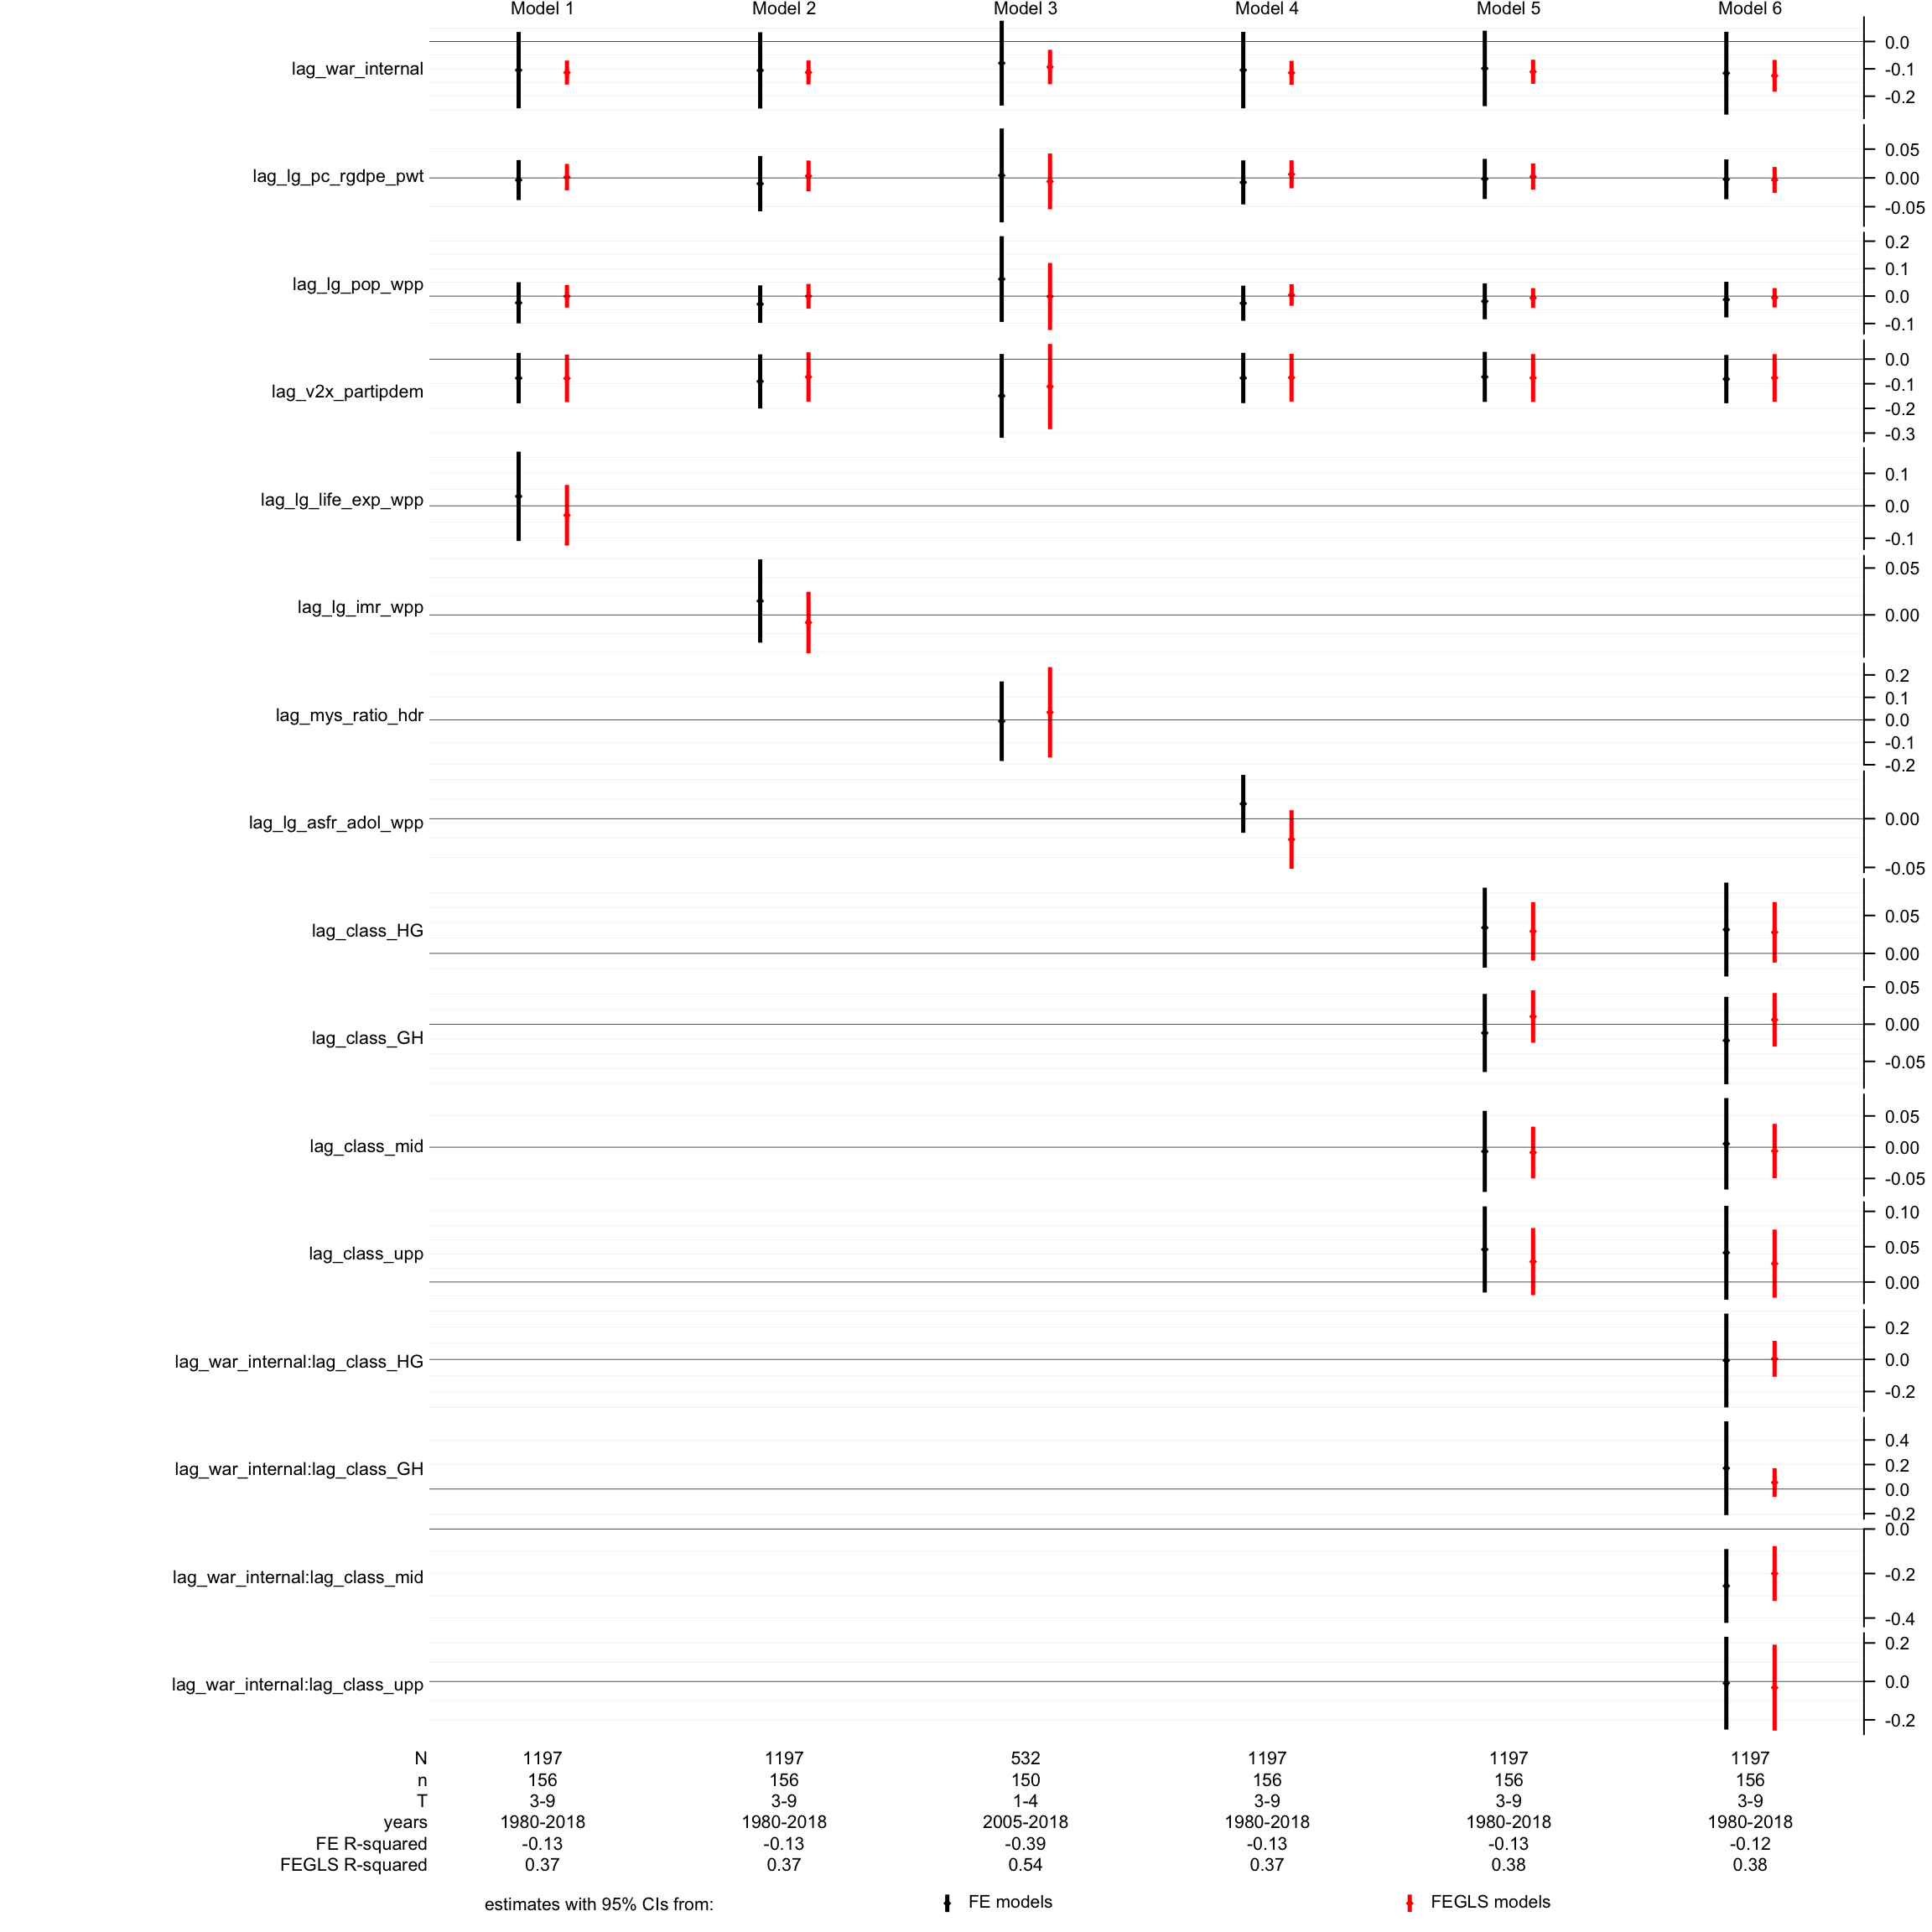 Model 1 Model 2 Model 3 Model 4 Model 5 Model 6
lag_war_internal 0.0 -0.1 -0.2
lag_lg_pc_rgdpe_pwt 0.05 0.00 -0.05
lag_lg_pop_wpp 0.2 0.1 0.0 -0.1
lag_v2x_partipdem 0.0 -0.1 -0.2 -0.3
lag_lg_life_exp_wpp 0.1 0.0 -0.1
lag_lg_imr_wpp 0.05 0.00
lag_mys_ratio_hdr 0.2 0.1 0.0 -0.1 -0.2
lag_lg_asfr_adol_wpp 0.00 -0.05
lag_class_HG 0.05 0.00
lag_class_GH 0.05 0.00 -0.05
lag_class_mid 0.05 0.00 -0.05
lag_class_upp 0.10 0.05 0.00
lag_war_internal:lag_class_HG 0.2 0.0 -0.2
lag_war_internal:lag_class_GH 0.4 0.2 0.0 -0.2
lag_war_internal:lag_class_mid 0.0 -0.2 -0.4
lag_war_internal:lag_class_upp 0.2 0.0 -0.2
N 1197 1197 532 1197 1197 1197
n 156 156 150 156 156 156
T 3-9 3-9 1-4 3-9 3-9 3-9
years 1980-2018 1980-2018 2005-2018 1980-2018 1980-2018 1980-2018
FE R-squared -0.13 -0.13 -0.39 -0.13 -0.13 -0.12
FEGLS R-squared 0.37 0.37 0.54 0.37 0.38 0.38
estimates with 95% CIs from: FE models FEGLS models